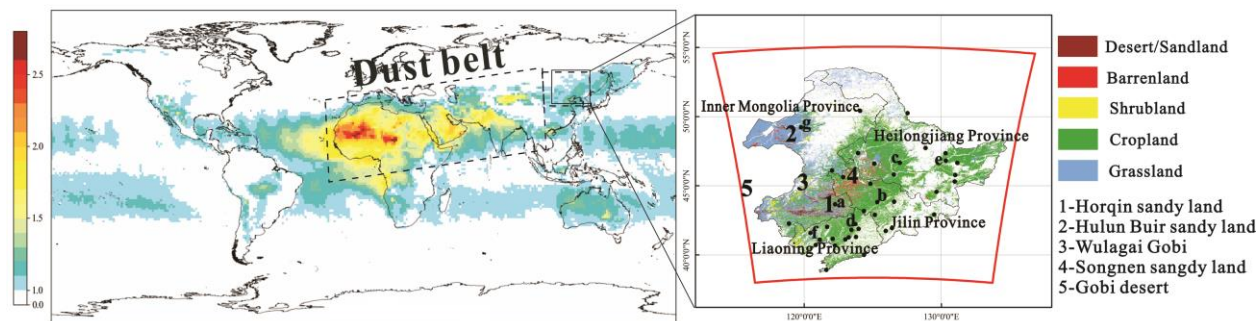 2.5
2.0
1.5
1.0
0.0
Dust belt
55°0'0"N
50°0'0"N
45°0'0"N
40°0'0"N
120°0'0"E
130°0'0"E
Inner Mongolia Province
g
2
Heilongjiang Province
c
e
5
3
4
1
a
b
d
Jilin Province
f
Liaoning Province
Desert/Sandland
Barrenland
Shrubland
Cropland
Grassland
1-Horqin sandy land
2-Hulun Buir sandy land
3-Wulagai Gobi
4-Songnen sangdy land
5-Gobi desert